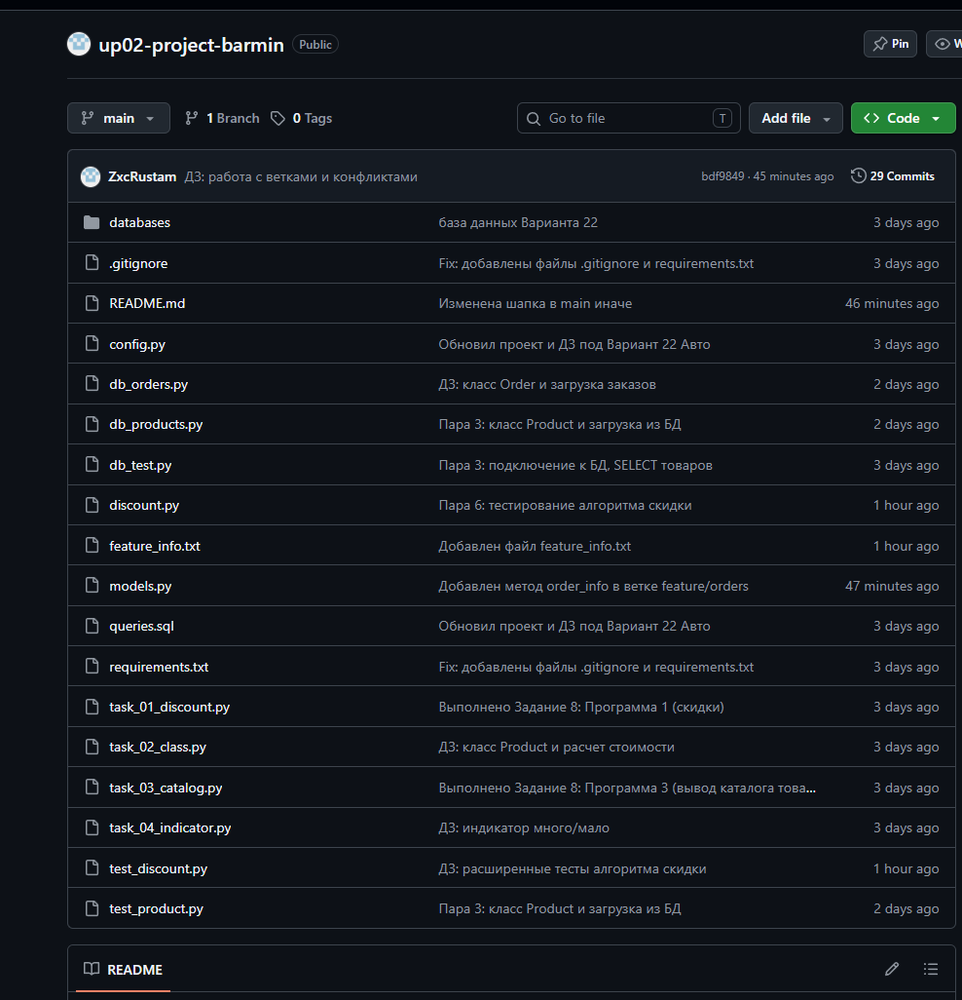 up02-project-barmin Public Pin
main 1 Branch 0 Tags Go to file T Add file Code
ZxcRustam ДЗ: работа с ветками и конфликтами bdf9849 · 45 minutes ago 29 Commits
databases база данных Варианта 22 3 days ago
.gitignore Fix: добавлены файлы .gitignore и requirements.txt 3 days ago
README.md Изменена шапка в main иначе 46 minutes ago
config.py Обновил проект и ДЗ под Вариант 22 Авто 3 days ago
db_orders.py ДЗ: класс Order и загрузка заказов 2 days ago
db_products.py Пара 3: класс Product и загрузка из БД 2 days ago
db_test.py Пара 3: подключение к БД, SELECT товаров 3 days ago
discount.py Пара 6: тестирование алгоритма скидки 1 hour ago
feature_info.txt Добавлен файл feature_info.txt 1 hour ago
models.py Добавлен метод order_info в ветке feature/orders 47 minutes ago
queries.sql Обновил проект и ДЗ под Вариант 22 Авто 3 days ago
requirements.txt Fix: добавлены файлы .gitignore и requirements.txt 3 days ago
task_01_discount.py Выполнено Задание 8: Программа 1 (скидки) 3 days ago
task_02_class.py ДЗ: класс Product и расчет стоимости 3 days ago
task_03_catalog.py Выполнено Задание 8: Программа 3 (вывод каталога това... 3 days ago
task_04_indicator.py ДЗ: индикатор много/мало 3 days ago
test_discount.py ДЗ: расширенные тесты алгоритма скидки 1 hour ago
test_product.py Пара 3: класс Product и загрузка из БД 2 days ago
README